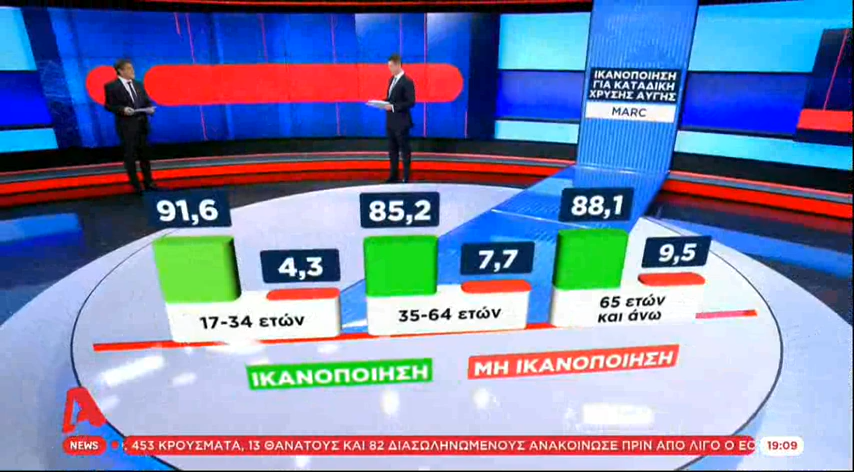 ΙΚΑΝΟΠΟΙΗΣΗ
ΓΙΑ ΚΑΤΑΔΙΚΗ
ΧΡΥΣΗΣ ΑΥΓΗΣ
MARC
91,6
85,2
88,1
4,3
7,7
9,5
17-34 ετών
35-64 ετών
65 ετών
και άνω
ΙΚΑΝΟΠΟΙΗΣΗ
ΜΗ ΙΚΑΝΟΠΟΙΗΣΗ
A
NEWS
453 ΚΡΟΥΣΜΑΤΑ, 13 ΘΑΝΑΤΟΥΣ ΚΑΙ 82 ΔΙΑΣΩΛΗΝΩΜΕΝΟΥΣ ΑΝΑΚΟΙΝΩΣΕ ΠΡΙΝ ΑΠΟ ΛΙΓΟ Ο ΕΟ
19:09